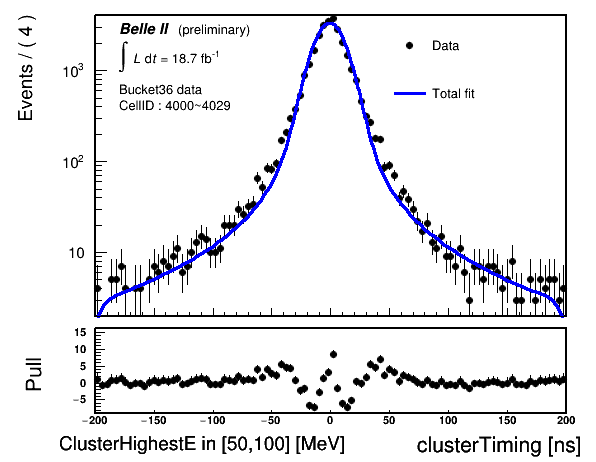 Belle II (preliminary)
∫ L dt = 18.7 fb⁻¹
Bucket36 data
CellID : 4000~4029
Data
Total fit
Events / ( 4 )
10³
10²
10
Pull
15
10
5
0
−5
−200 −150 −100 −50 0 50 100 150 200
ClusterHighestE in [50,100] [MeV]
clusterTiming [ns]